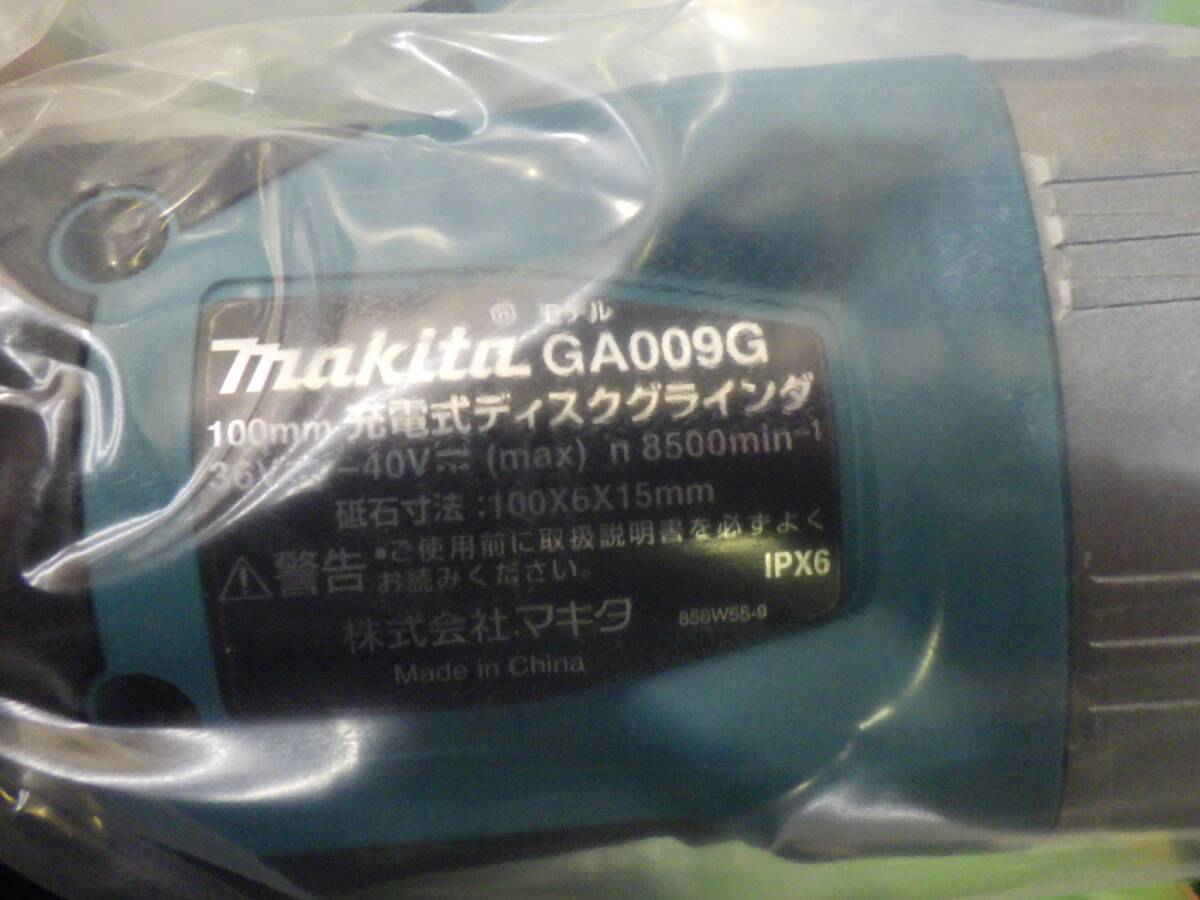 モデル
makita GA009G
100mm 充電式ディスクグラインダ
36V⎓-40V⎓ (max) n 8500min⁻¹
砥石寸法:100X6X15mm
⚠警告 •ご使用前に取扱説明書を必ずよく
お読みください。
IPX6
株式会社マキタ 856W55-9
Made in China